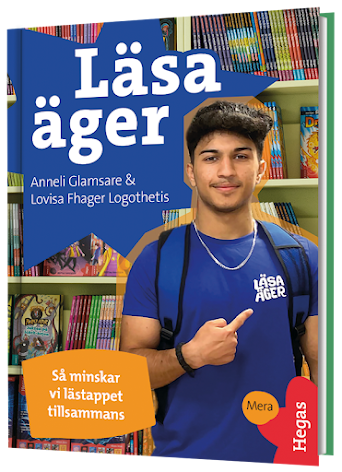 Läsa
äger
Anneli Glamsare &
Lovisa Fhager Logothetis
LÄSA
ÄGER
Så minskar
vi lästappet
tillsammans
Mera
Hegas